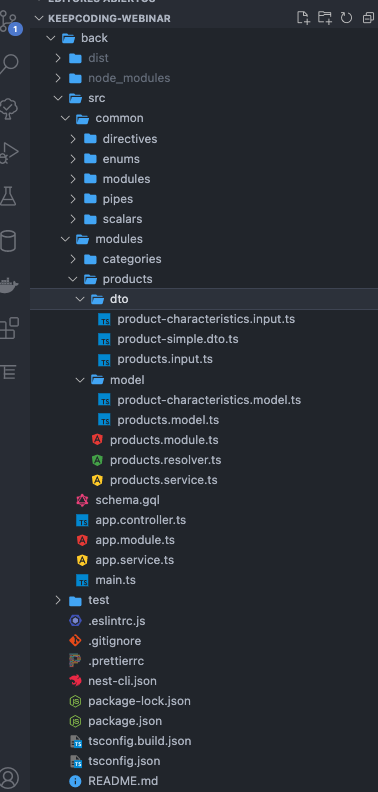 EDITORES ABIERTOS
KEEPCODING-WEBINAR
1
back
dist
node_modules
src
common
directives
enums
modules
pipes
scalars
modules
categories
products
dto
product-characteristics.input.ts
product-simple.dto.ts
products.input.ts
model
product-characteristics.model.ts
products.model.ts
products.module.ts
products.resolver.ts
products.service.ts
schema.gql
app.controller.ts
app.module.ts
app.service.ts
main.ts
test
.eslintrc.js
.gitignore
.prettierrc
nest-cli.json
package-lock.json
package.json
tsconfig.build.json
tsconfig.json
README.md